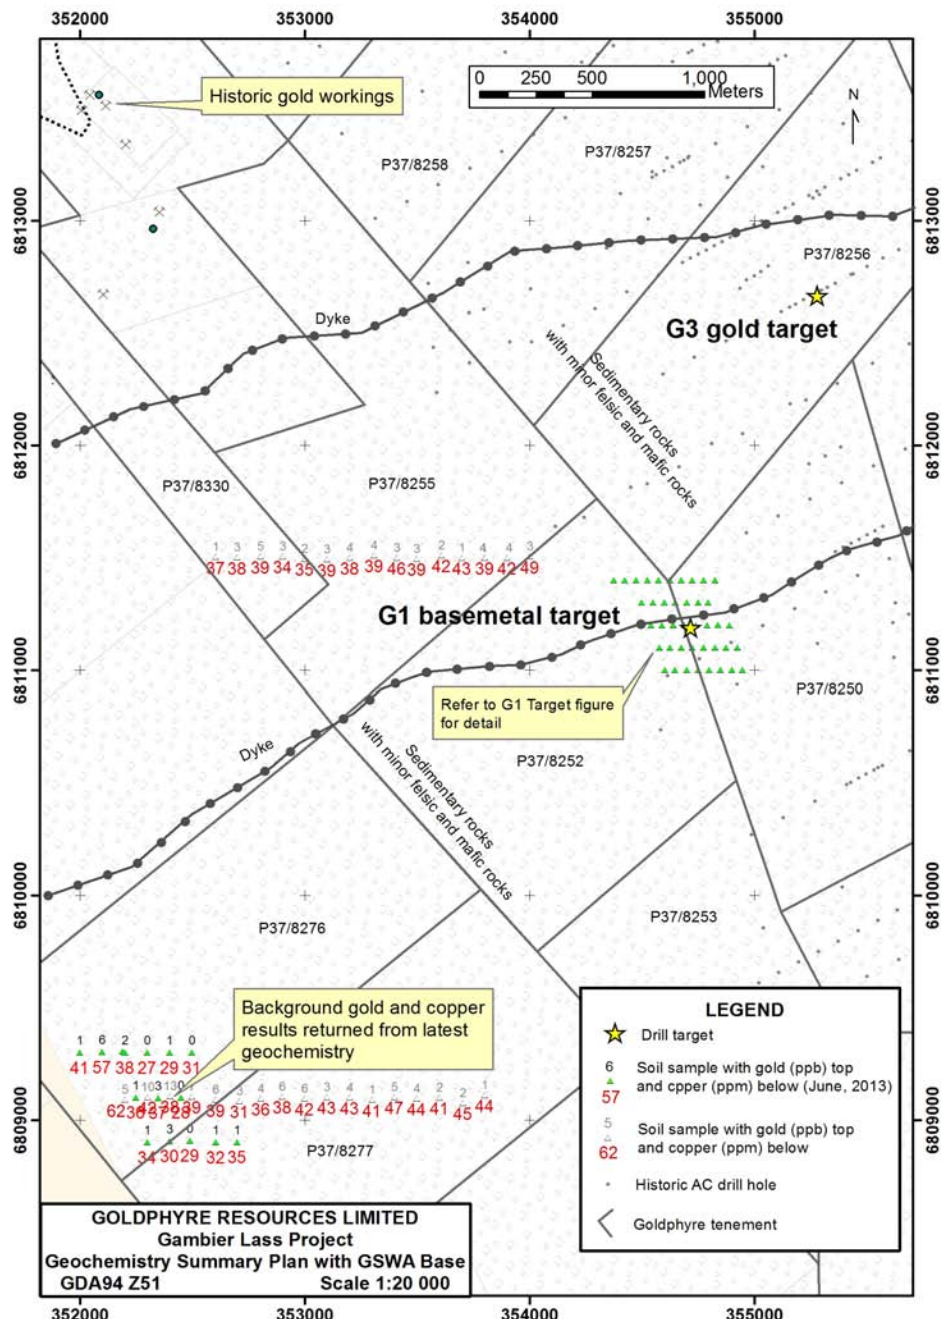 352000 353000 354000 355000
0 250 500 1,000
Meters
N
Historic gold workings
P37/8258
P37/8257
6813000
6813000
P37/8256
G3 gold target
Dyke
Sedimentary rocks
with minor felsic and mafic rocks
6812000
6812000
P37/8330
P37/8255
1 3 5 3 2 3 4 4 3 3 2 1 4 4 3
37 38 39 34 35 39 38 39 46 39 42 43 39 42 49
G1 basemetal target
6811000
6811000
P37/8250
Refer to G1 Target figure
for detail
Dyke
Sedimentary rocks
with minor felsic and mafic rocks
P37/8252
6810000
6810000
P37/8276
P37/8253
Background gold and copper
results returned from latest
geochemistry
1 6 2 0 1 0
41 57 38 27 29 31
6809000
6809000
5 6 3 4 6 6 3 4 1 5 4 4 2 1
62 39 31 36 38 42 43 43 41 47 44 41 45 44
1 3 0 1 1
34 30 29 32 35
P37/8277
LEGEND
Drill target
6
57
Soil sample with gold (ppb) top
and cpper (ppm) below (June, 2013)
5
62
Soil sample with gold (ppb) top
and copper (ppm) below
Historic AC drill hole
Goldphyre tenement
GOLDPHYRE RESOURCES LIMITED
Gambier Lass Project
Geochemistry Summary Plan with GSWA Base
GDA94 Z51 Scale 1:20 000
352000 353000 354000 355000